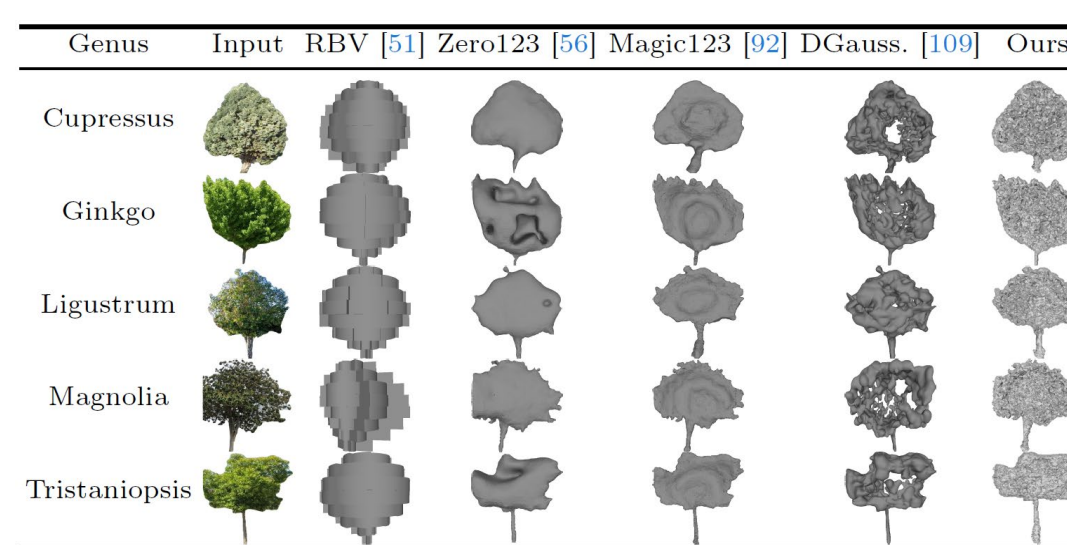 Genus Input RBV [51] Zero123 [56] Magic123 [92] DGauss. [109] Ours
Cupressus
Ginkgo
Ligustrum
Magnolia
Tristaniopsis